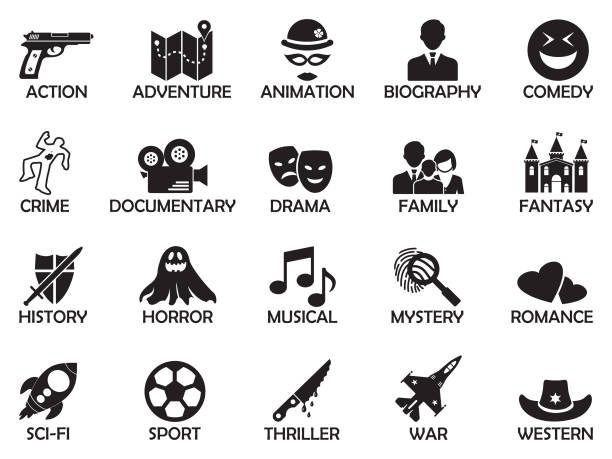 ACTION
ADVENTURE
ANIMATION
BIOGRAPHY
COMEDY
CRIME
DOCUMENTARY
DRAMA
FAMILY
FANTASY
HISTORY
HORROR
MUSICAL
MYSTERY
ROMANCE
SCI-FI
SPORT
THRILLER
WAR
WESTERN